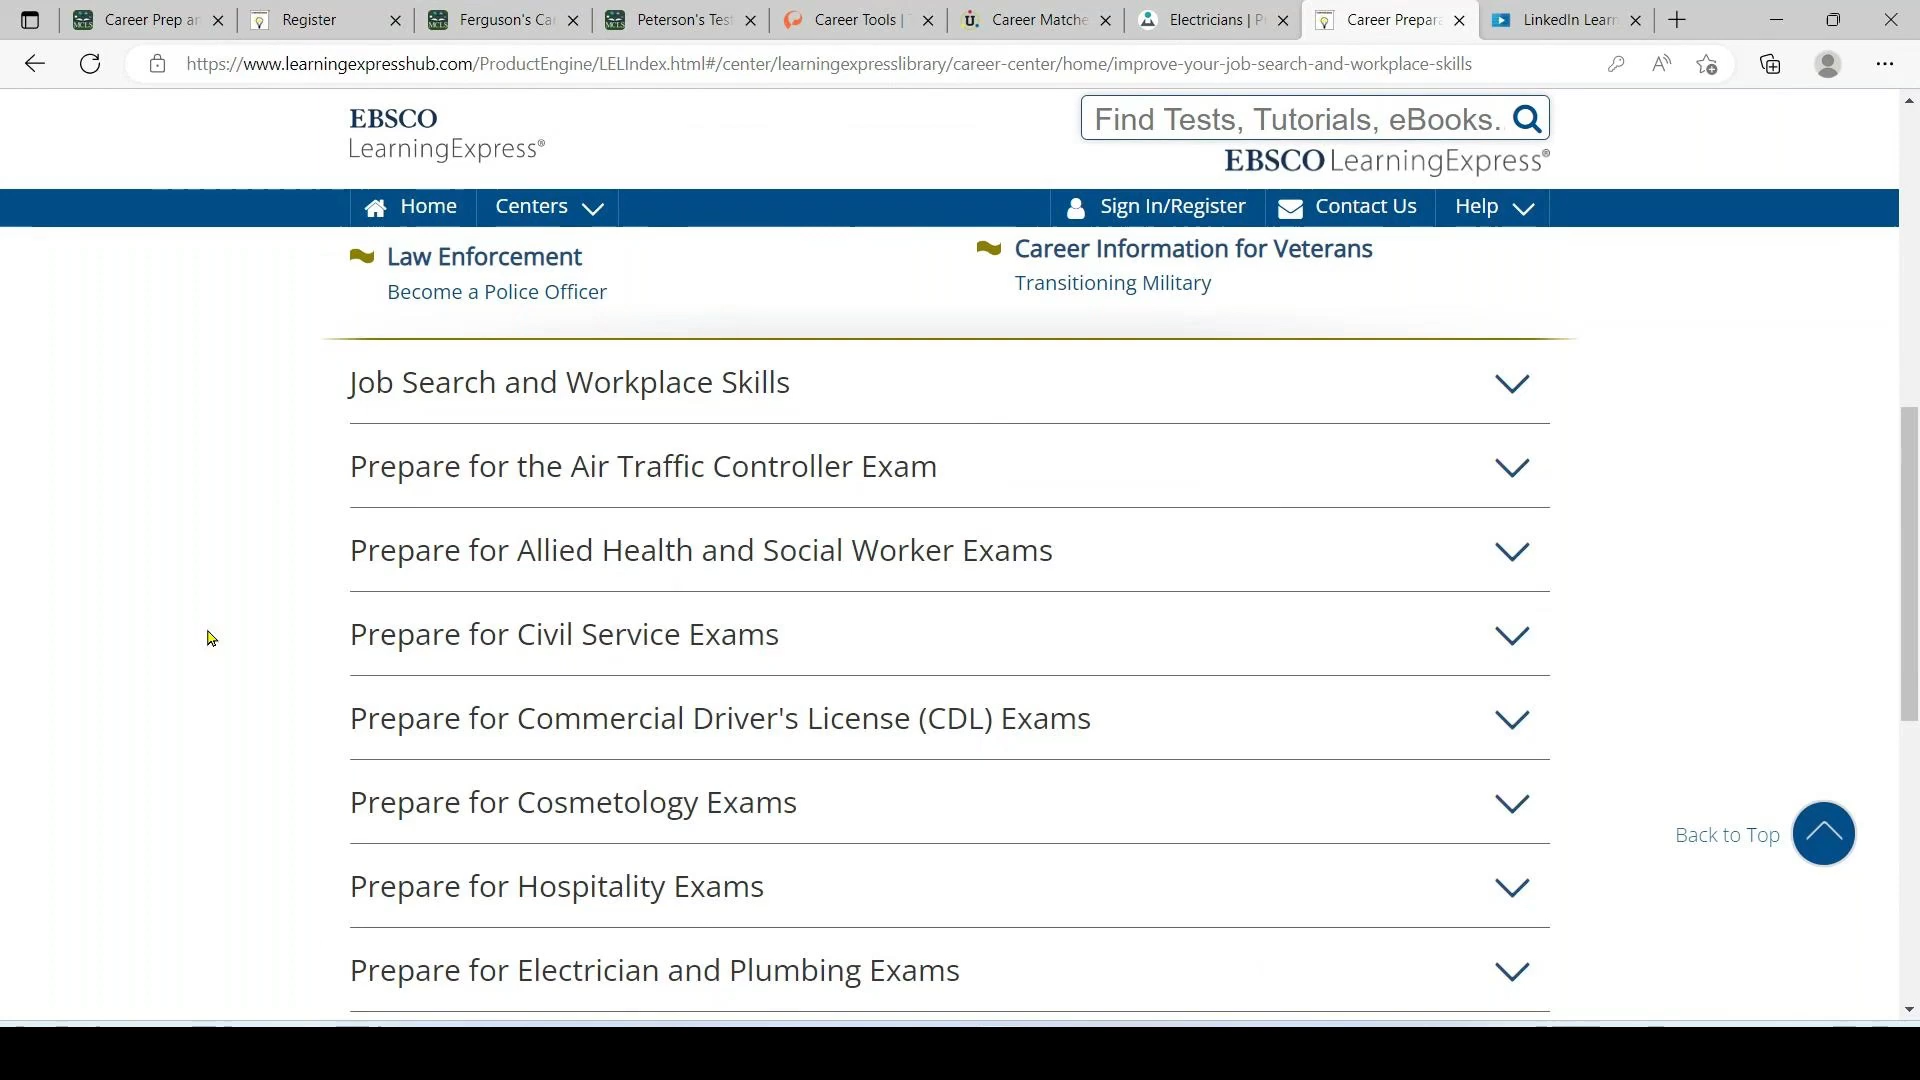 Career Prep an
Register
Ferguson's Car
Peterson's Test
Career Tools |
Career Matche
Electricians | P
Career Prepara
LinkedIn Learn
https://www.learningexpresshub.com/ProductEngine/LELIndex.html#/center/learningexpresslibrary/career-center/home/improve-your-job-search-and-workplace-skills
EBSCO
LearningExpress®
Find Tests, Tutorials, eBooks..
EBSCO LearningExpress®
Home
Centers
Sign In/Register
Contact Us
Help
Law Enforcement
Become a Police Officer
Career Information for Veterans
Transitioning Military
Job Search and Workplace Skills
Prepare for the Air Traffic Controller Exam
Prepare for Allied Health and Social Worker Exams
Prepare for Civil Service Exams
Prepare for Commercial Driver's License (CDL) Exams
Prepare for Cosmetology Exams
Back to Top
Prepare for Hospitality Exams
Prepare for Electrician and Plumbing Exams